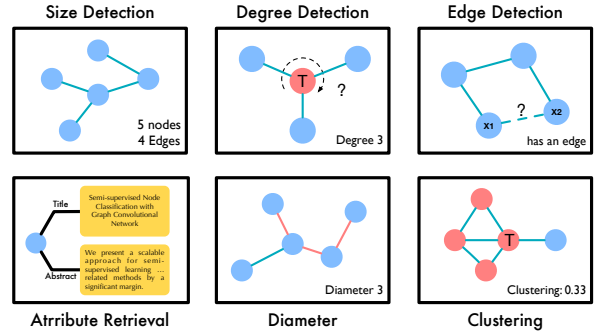 Size Detection
Degree Detection
Edge Detection
5 nodes
4 Edges
T
?
Degree 3
X1
?
X2
has an edge
Title
Semi-supervised Node
Classification with
Graph Convolutional
Network
Abstract
We present a scalable
approach for semi-
supervised learning ...
related methods by a
significant margin.
Diameter 3
T
Clustering: 0.33
Atrribute Retrieval
Diameter
Clustering